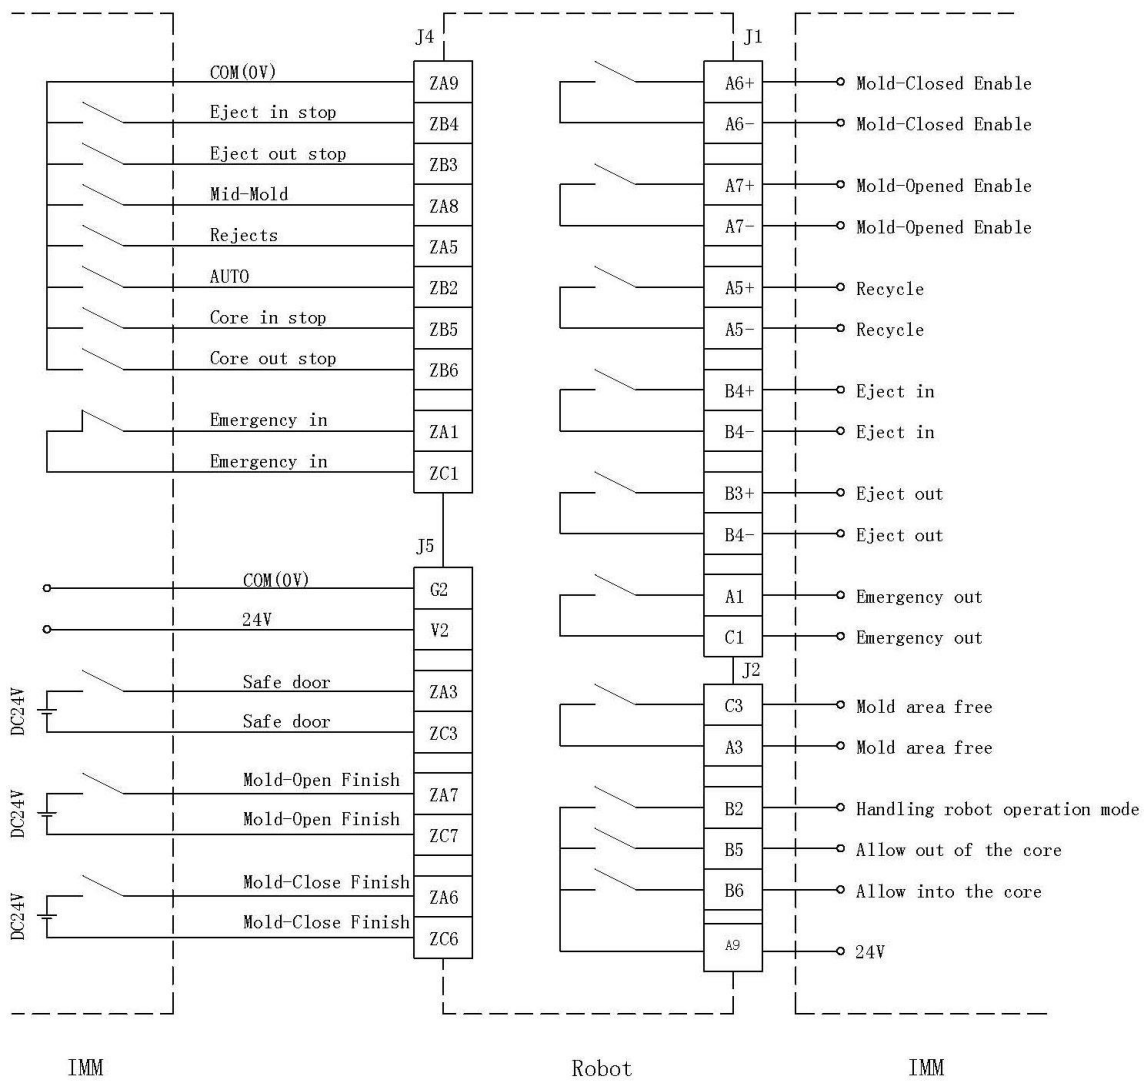 J4
COM(0V) ZA9
Eject in stop ZB4
Eject out stop ZB3
Mid-Mold ZA8
Rejects ZA5
AUTO ZB2
Core in stop ZB5
Core out stop ZB6
Emergency in ZA1
Emergency in ZC1
J5
COM(0V) G2
24V V2
DC24V
Safe door ZA3
Safe door ZC3
DC24V
Mold-Open Finish ZA7
Mold-Open Finish ZC7
DC24V
Mold-Close Finish ZA6
Mold-Close Finish ZC6
J1
A6+ Mold-Closed Enable
A6- Mold-Closed Enable
A7+ Mold-Opened Enable
A7- Mold-Opened Enable
A5+ Recycle
A5- Recycle
B4+ Eject in
B4- Eject in
B3+ Eject out
B4- Eject out
A1 Emergency out
C1 Emergency out
J2
C3 Mold area free
A3 Mold area free
B2 Handling robot operation mode
B5 Allow out of the core
B6 Allow into the core
A9 24V
IMM Robot IMM